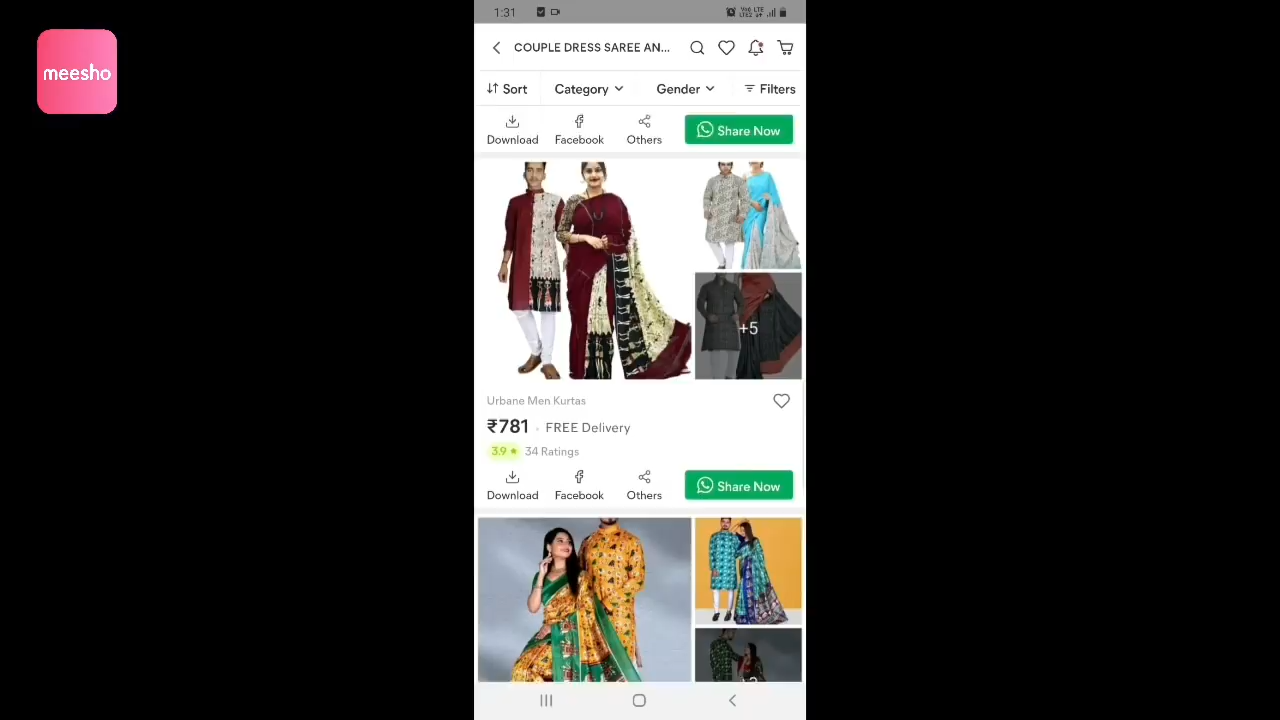 meesho
1:31
COUPLE DRESS SAREE AN...
Sort
Category
Gender
Filters
Download
Facebook
Others
Share Now
+5
Urbane Men Kurtas
₹781
FREE Delivery
3.9 ★ 34 Ratings
Download
Facebook
Others
Share Now